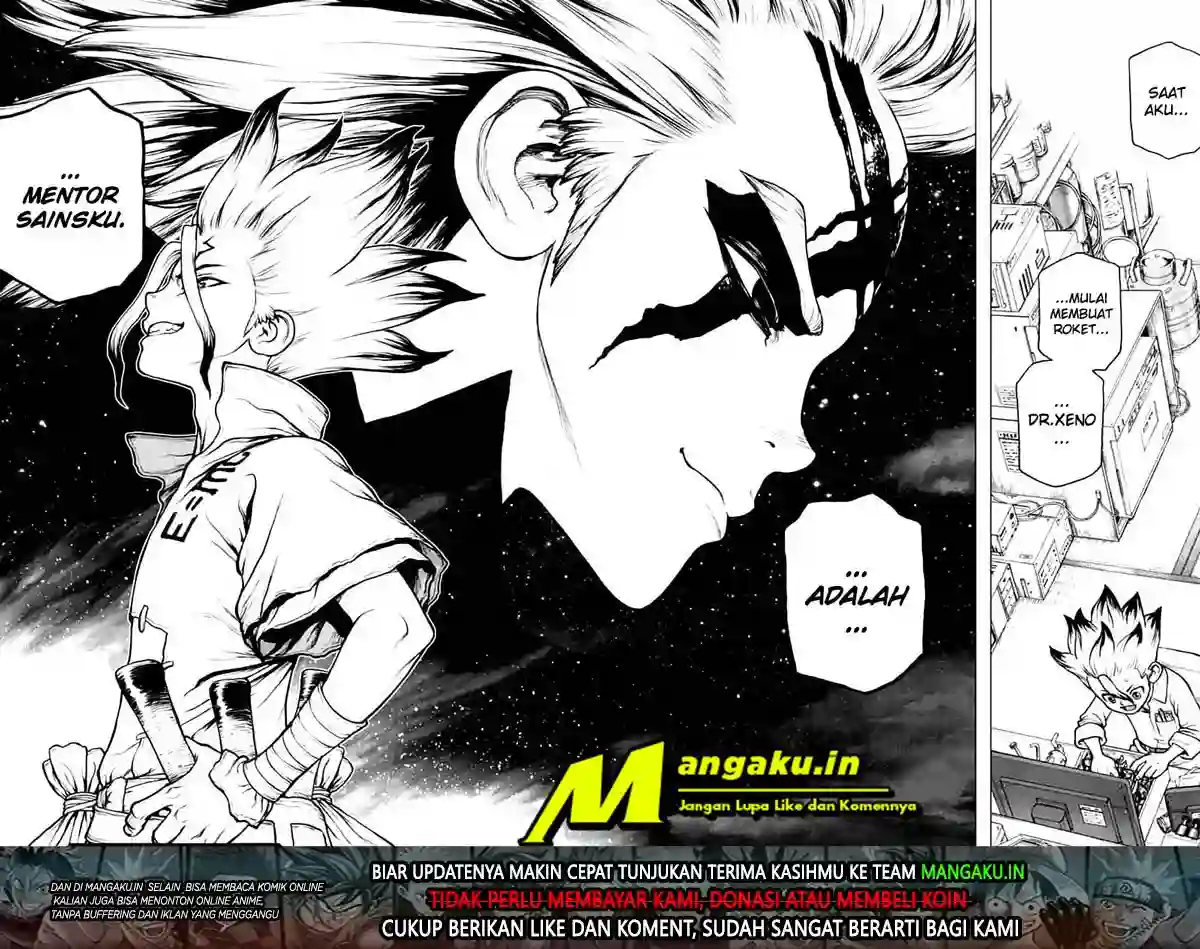 SAAT
AKU...
...MULAI
MEMBUAT
ROKET...
...
DR.XENO
...
...
ADALAH
...
...
MENTOR
SAINSKU.
E=m
Mangaku.in
Jangan Lupa Like dan Komennya
DAN DI MANGAKU.IN SELAIN BISA MEMBACA KOMIK ONLINE
KALIAN JUGA BISA MENONTON ONLINE ANIME,
TANPA BUFFERING DAN IKLAN YANG MENGGANGU
BIAR UPDATENYA MAKIN CEPAT TUNJUKAN TERIMA KASIHMU KE TEAM MANGAKU.IN
TIDAK PERLU MEMBAYAR KAMI, DONASI ATAU MEMBELI KOIN
CUKUP BERIKAN LIKE DAN KOMENT, SUDAH SANGAT BERARTI BAGI KAMI